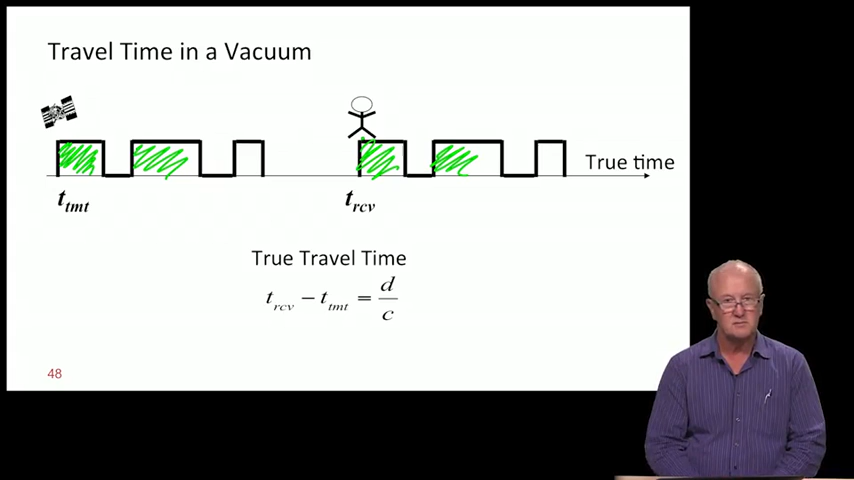 Travel Time in a Vacuum
True time
t_tmt
t_rcv
True Travel Time
t_rcv − t_tmt = d/c
48